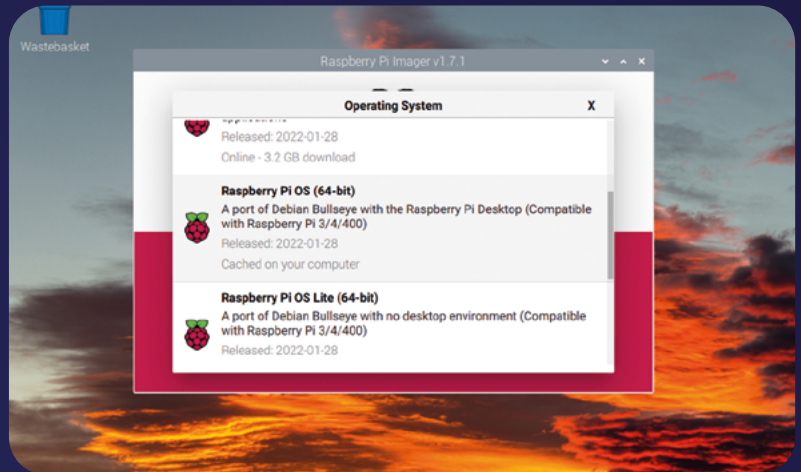 Wastebasket
Raspberry Pi Imager v1.7.1
Operating System X
Released: 2022-01-28
Online - 3.2 GB download
Raspberry Pi OS (64-bit)
A port of Debian Bullseye with the Raspberry Pi Desktop (Compatible
with Raspberry Pi 3/4/400)
Released: 2022-01-28
Cached on your computer
Raspberry Pi OS Lite (64-bit)
A port of Debian Bullseye with no desktop environment (Compatible
with Raspberry Pi 3/4/400)
Released: 2022-01-28